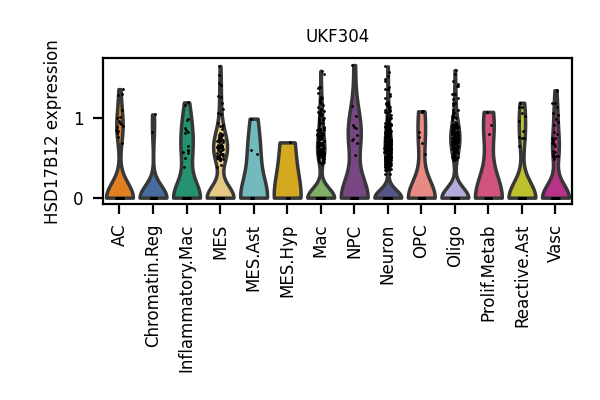 UKF304
HSD17B12 expression
1
0
AC
Chromatin.Reg
Inflammatory.Mac
MES
MES.Ast
MES.Hyp
Mac
NPC
Neuron
OPC
Oligo
Prolif.Metab
Reactive.Ast
Vasc